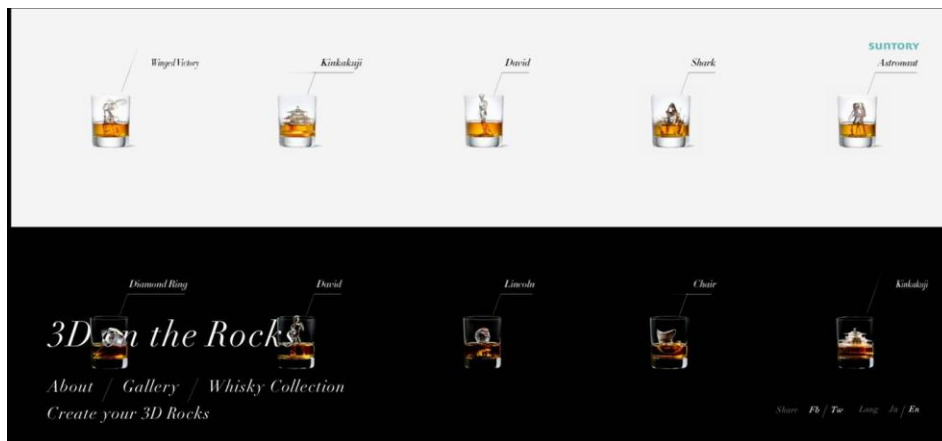 SUNTORY
Winged Victory
Kinkakuji
David
Shark
Astronaut
Diamond Ring
David
Lincoln
Chair
Kinkakuji
3D on the Rocks
About / Gallery / Whisky Collection
Create your 3D Rocks
Share Fb / Tw Lang Ja / En